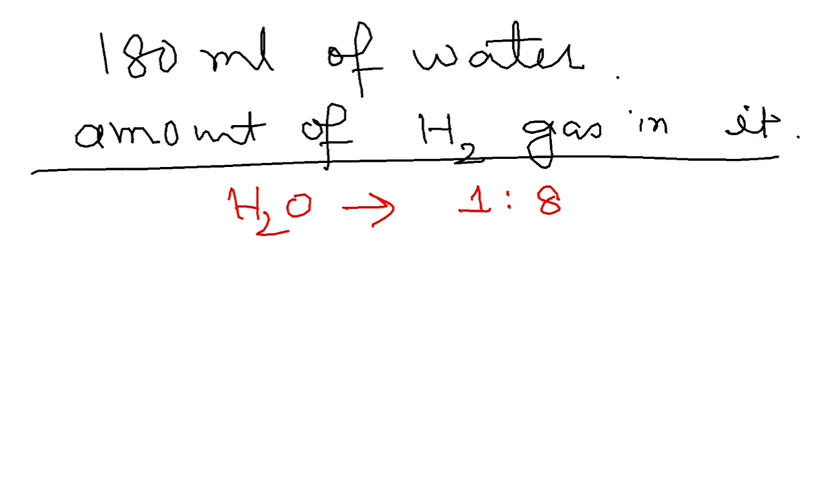 180 ml of water.
amount of H₂ gas in it.
H₂O → 1 : 8